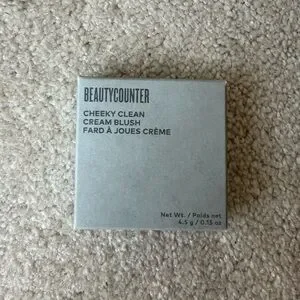 BEAUTYCOUNTER
CHEEKY CLEAN
CREAM BLUSH
FARD À JOUES CRÈME
Net Wt. / Poids net
4.5 g / 0.15 oz